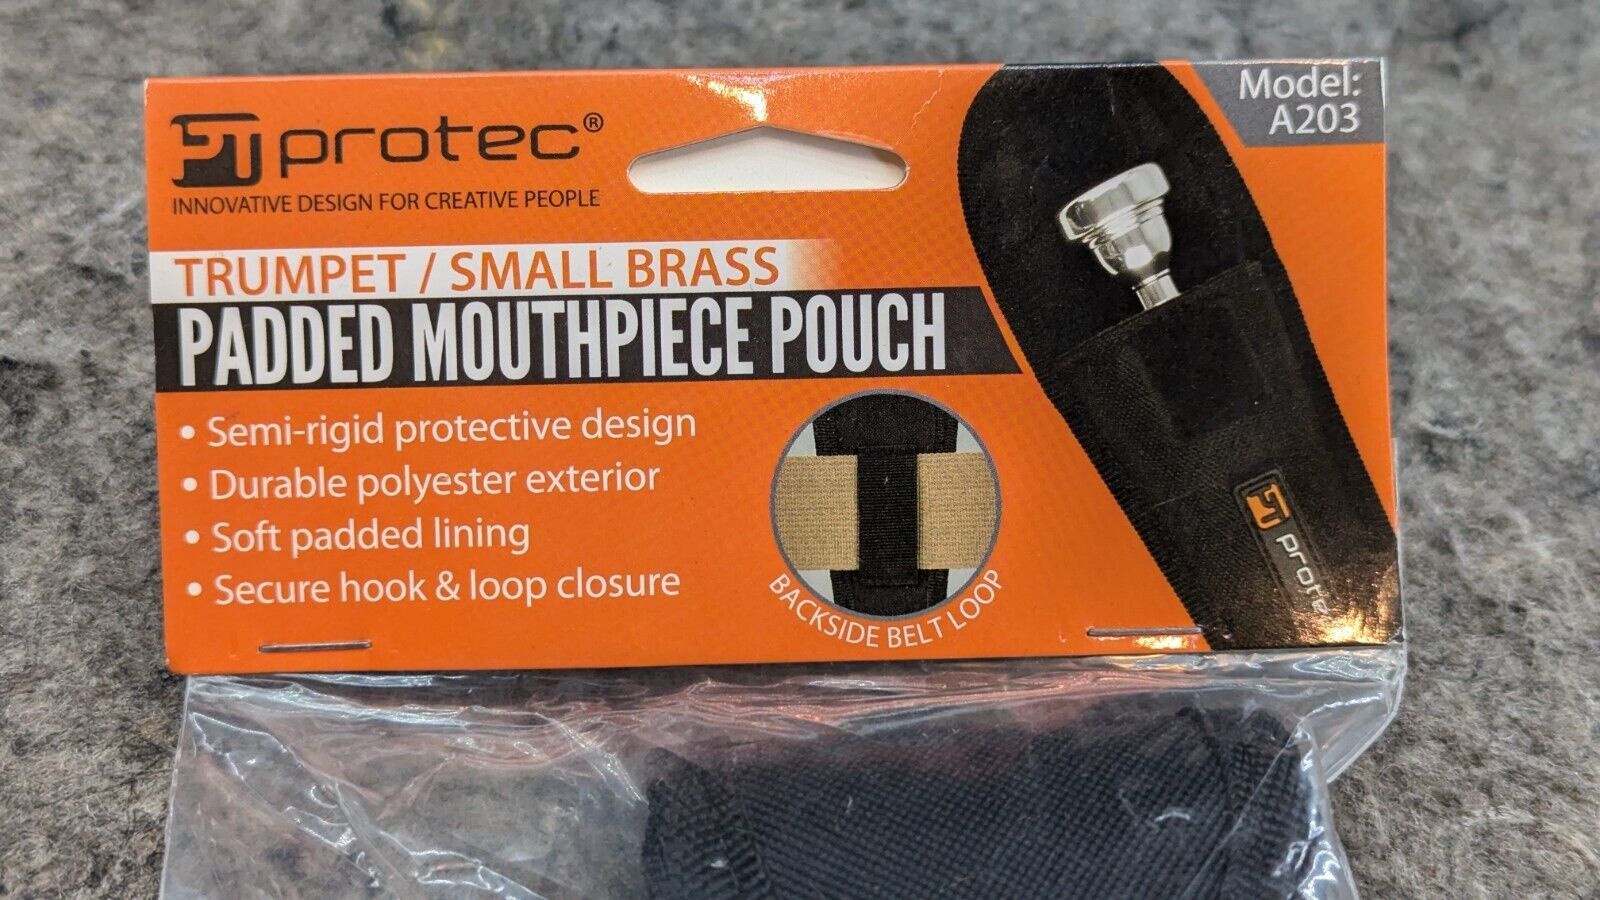 protec®
INNOVATIVE DESIGN FOR CREATIVE PEOPLE
Model:
A203
TRUMPET / SMALL BRASS
PADDED MOUTHPIECE POUCH
• Semi-rigid protective design
• Durable polyester exterior
• Soft padded lining
• Secure hook & loop closure
BACKSIDE BELT LOOP
prote